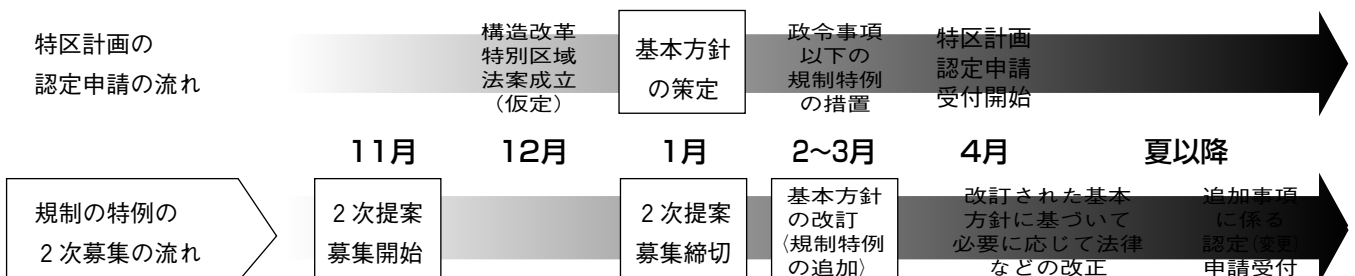 特区計画の
認定申請の流れ
構造改革
特別区域
法案成立
（仮定）
基本方針
の策定
政令事項
以下の
規制特例
の措置
特区計画
認定申請
受付開始
11月
12月
1月
2~3月
4月
夏以降
規制の特例の
2次募集の流れ
2次提案
募集開始
2次提案
募集締切
基本方針
の改訂
〈規制特例
の追加〉
改訂された基本
方針に基づいて
必要に応じて法律
などの改正
追加事項
に係る
認定(変更)
申請受付